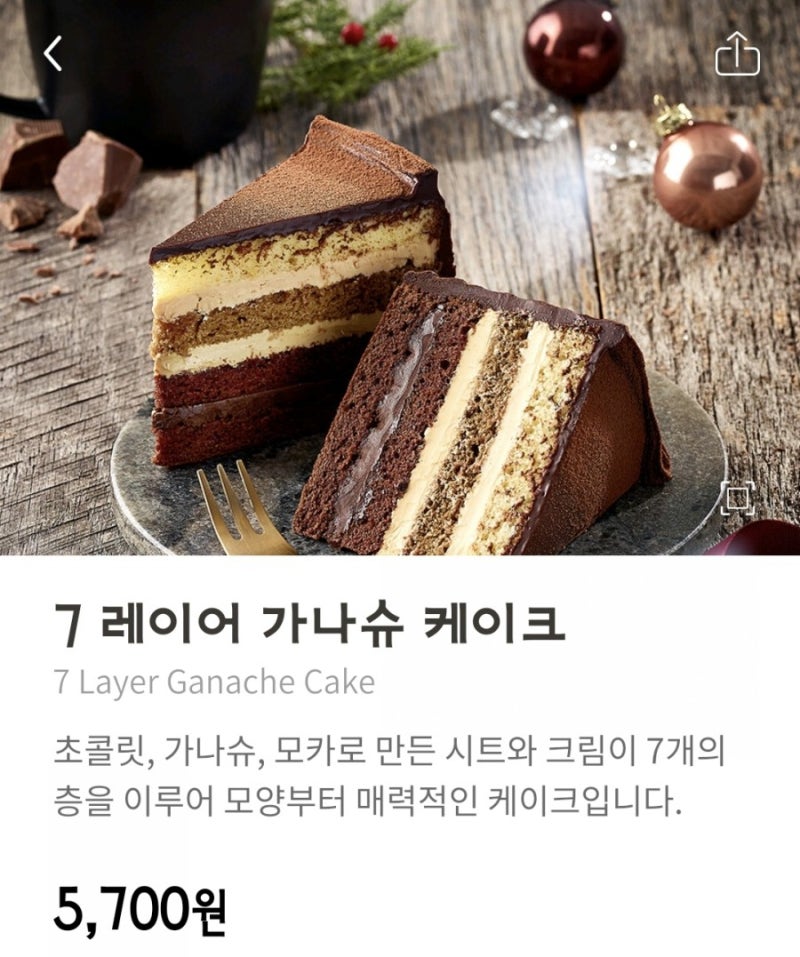 7 레이어 가나슈 케이크
7 Layer Ganache Cake
초콜릿, 가나슈, 모카로 만든 시트와 크림이 7개의
층을 이루어 모양부터 매력적인 케이크입니다.
5,700원